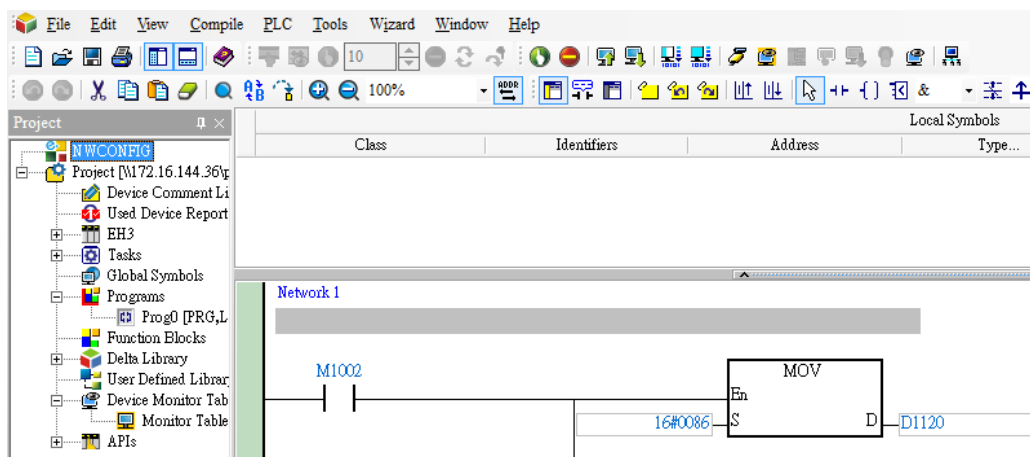 File Edit View Compile PLC Tools Wizard Window Help
10
100%
ADDR
&
Project
NWCONFIG
Project [\\172.16.144.36\p
Device Comment Li
Used Device Report
EH3
Tasks
Global Symbols
Programs
Prog0 [PRG,L
Function Blocks
Delta Library
User Defined Librar
Device Monitor Tab
Monitor Table
APIs
Local Symbols
Class Identifiers Address Type...
Network 1
M1002
MOV
En
16#0086 S D D1120